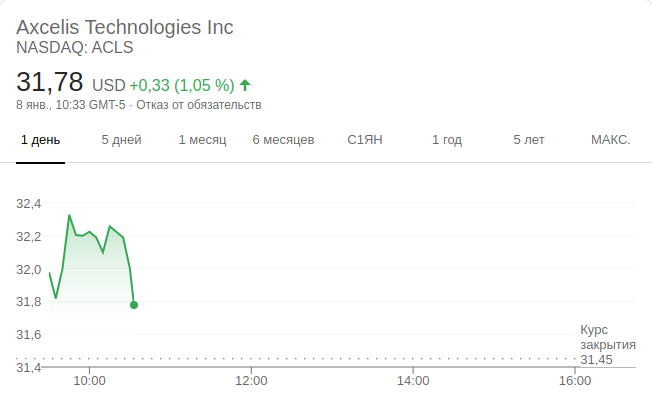 Axcelis Technologies Inc
NASDAQ: ACLS
31,78 USD +0,33 (1,05 %)
8 янв., 10:33 GMT-5 · Отказ от обязательств
1 день 5 дней 1 месяц 6 месяцев С1ЯН 1 год 5 лет МАКС.
32,4
32,2
32,0
31,8
31,6
31,4
Курс
закрытия
31,45
10:00 12:00 14:00 16:00